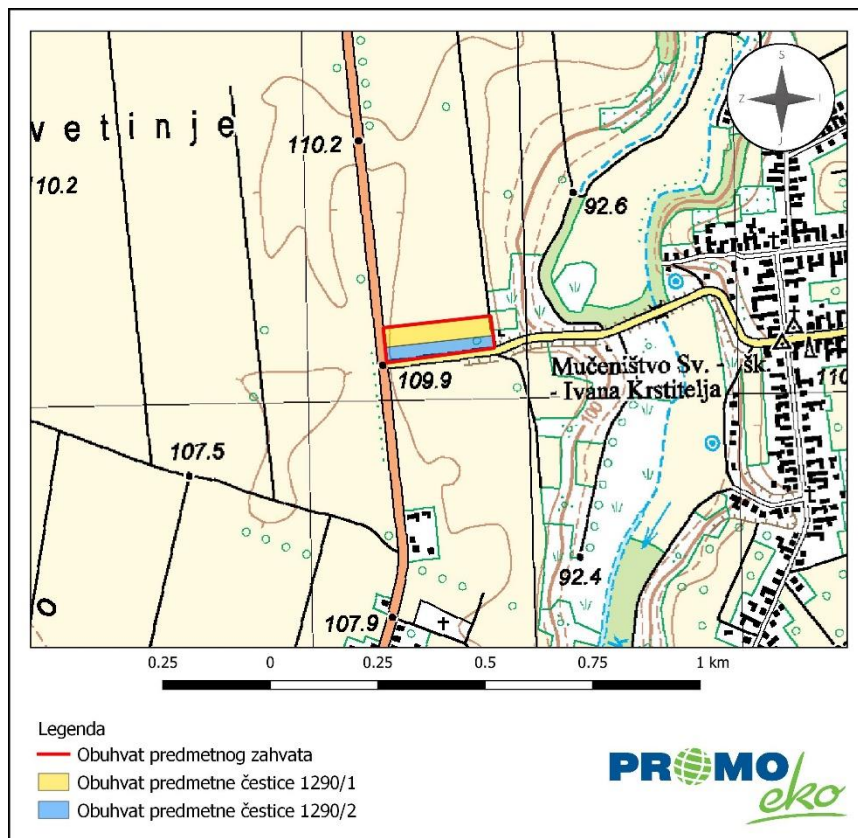 S
Z I
J
vetinje
110.2
110.2
92.6
109.9
Mučeništvo Sv. - šk.
- Ivana Krstitelja
110
100
107.5
92.4
107.9
0.25 0 0.25 0.5 0.75 1 km
Legenda
Obuhvat predmetnog zahvata
Obuhvat predmetne čestice 1290/1
Obuhvat predmetne čestice 1290/2
PROMO
eko